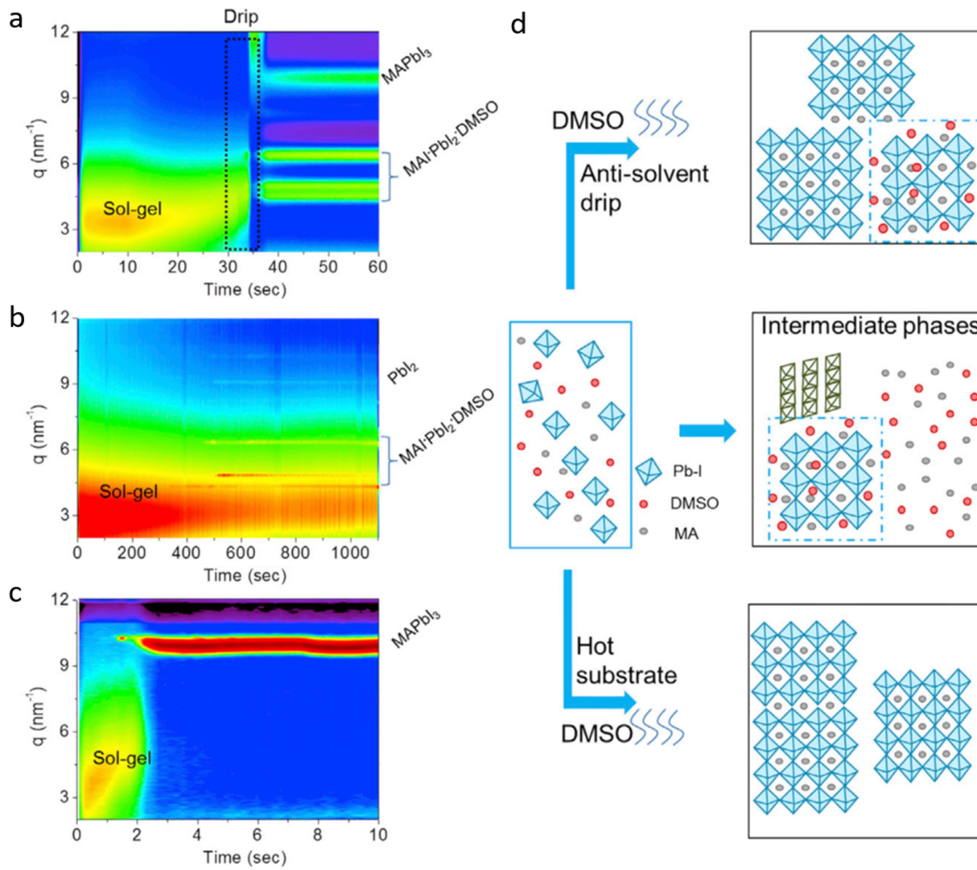 a
Drip
12
9
6
3
q (nm⁻¹)
Sol-gel
MAPbI₃
MAI·PbI₂·DMSO
0 10 20 30 40 50 60
Time (sec)
b
12
9
6
3
q (nm⁻¹)
Sol-gel
PbI₂
MAI·PbI₂·DMSO
0 200 400 600 800 1000
Time (sec)
c
12
9
6
3
q (nm⁻¹)
Sol-gel
MAPbI₃
0 2 4 6 8 10
Time (sec)
d
DMSO
Anti-solvent
drip
Pb-I
DMSO
MA
Intermediate phases
Hot
substrate
DMSO